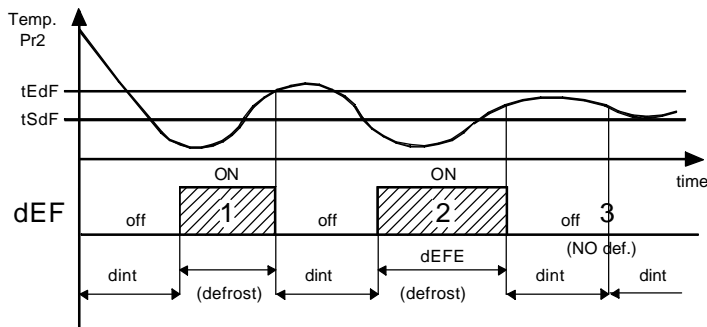 Temp.
Pr2
tEdF
tSdF
time
ON ON
dEF off 1 off 2 off 3
(NO def.)
dEFE
dint (defrost) dint (defrost) dint dint